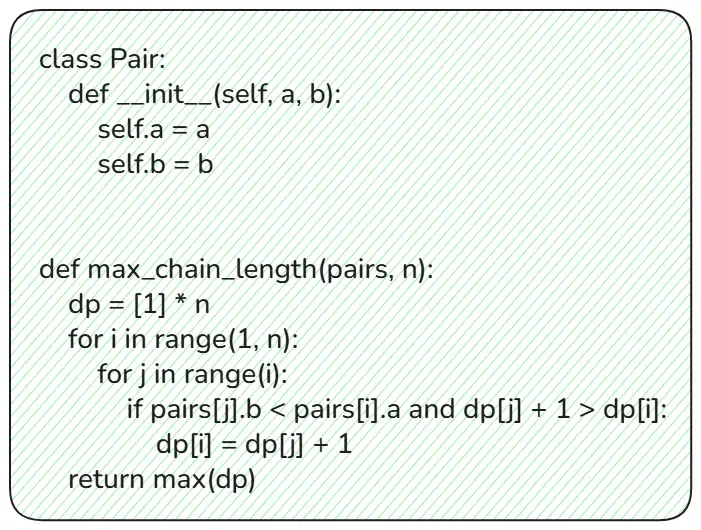 class Pair:
    def __init__(self, a, b):
        self.a = a
        self.b = b
def max_chain_length(pairs, n):
    dp = [1] * n
    for i in range(1, n):
        for j in range(i):
            if pairs[j].b < pairs[i].a and dp[j] + 1 > dp[i]:
                dp[i] = dp[j] + 1
    return max(dp)